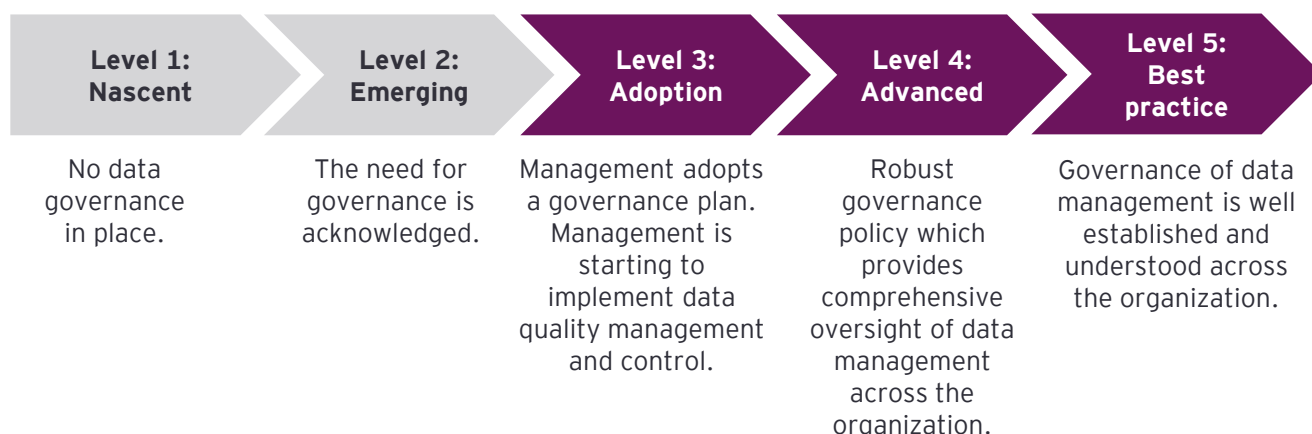 Level 1:
Nascent
No data
governance
in place.
Level 2:
Emerging
The need for
governance is
acknowledged.
Level 3:
Adoption
Management adopts
a governance plan.
Management is
starting to
implement data
quality management
and control.
Level 4:
Advanced
Robust
governance
policy which
provides
comprehensive
oversight of data
management
across the
organization.
Level 5:
Best
practice
Governance of data
management is well
established and
understood across
the organization.